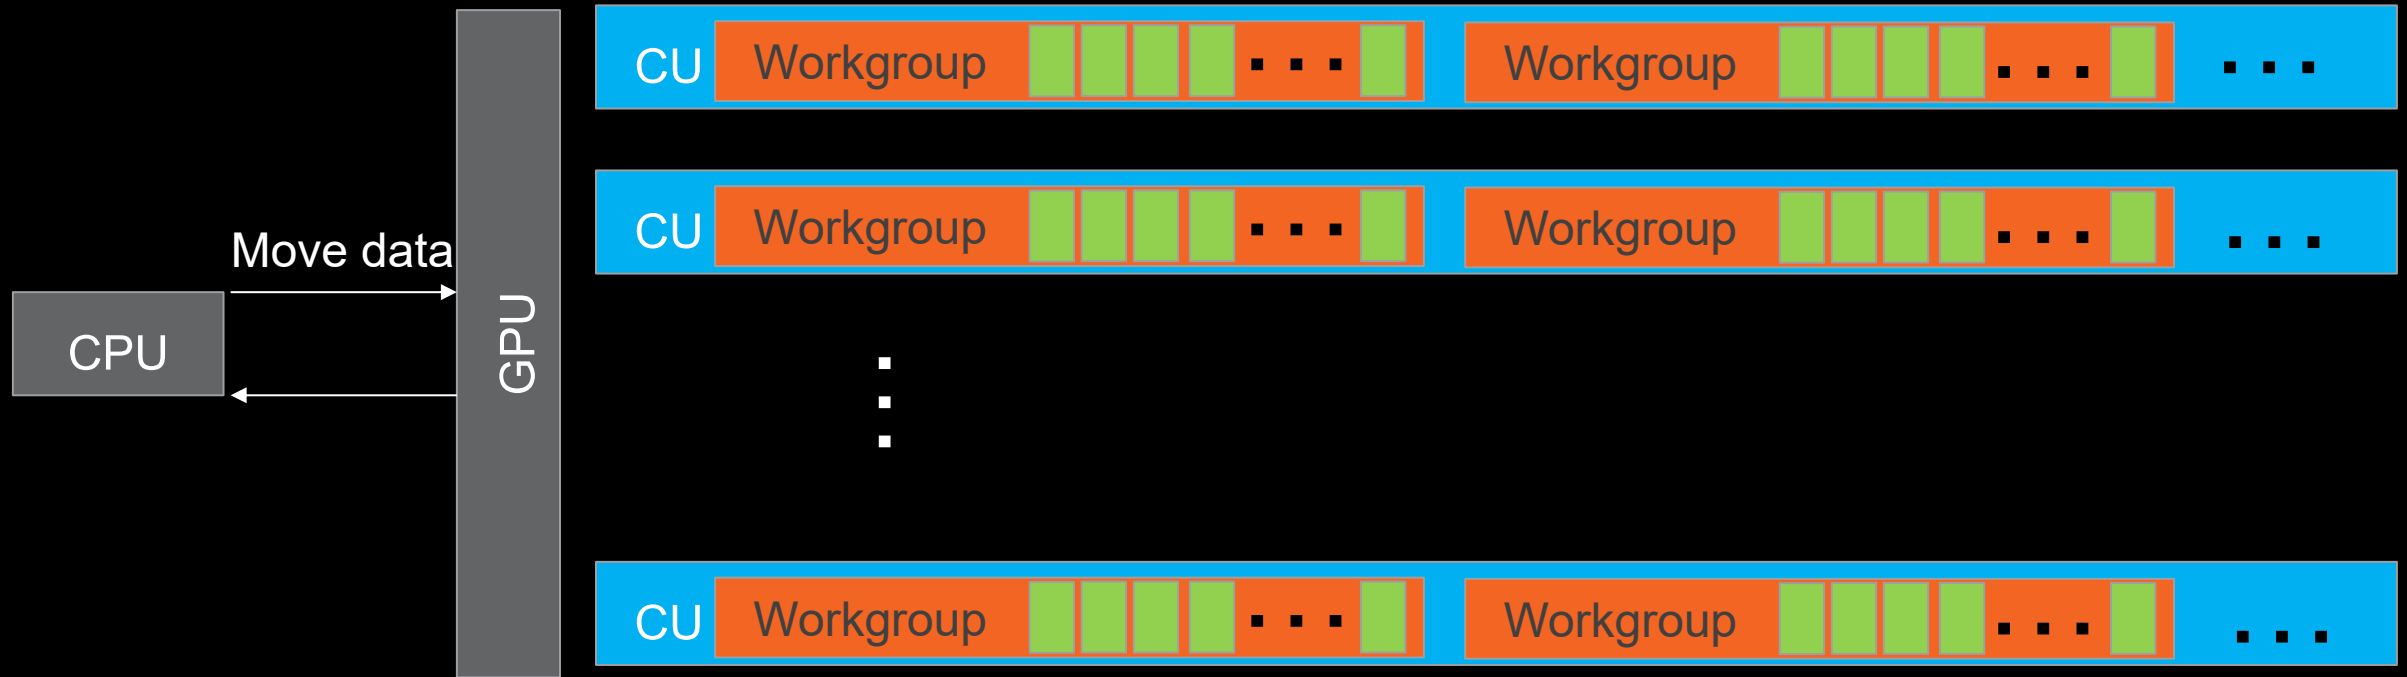 CU Workgroup ... Workgroup ... ...
CU Workgroup ... Workgroup ... ...
Move data
CPU
GPU
CU Workgroup ... Workgroup ... ...